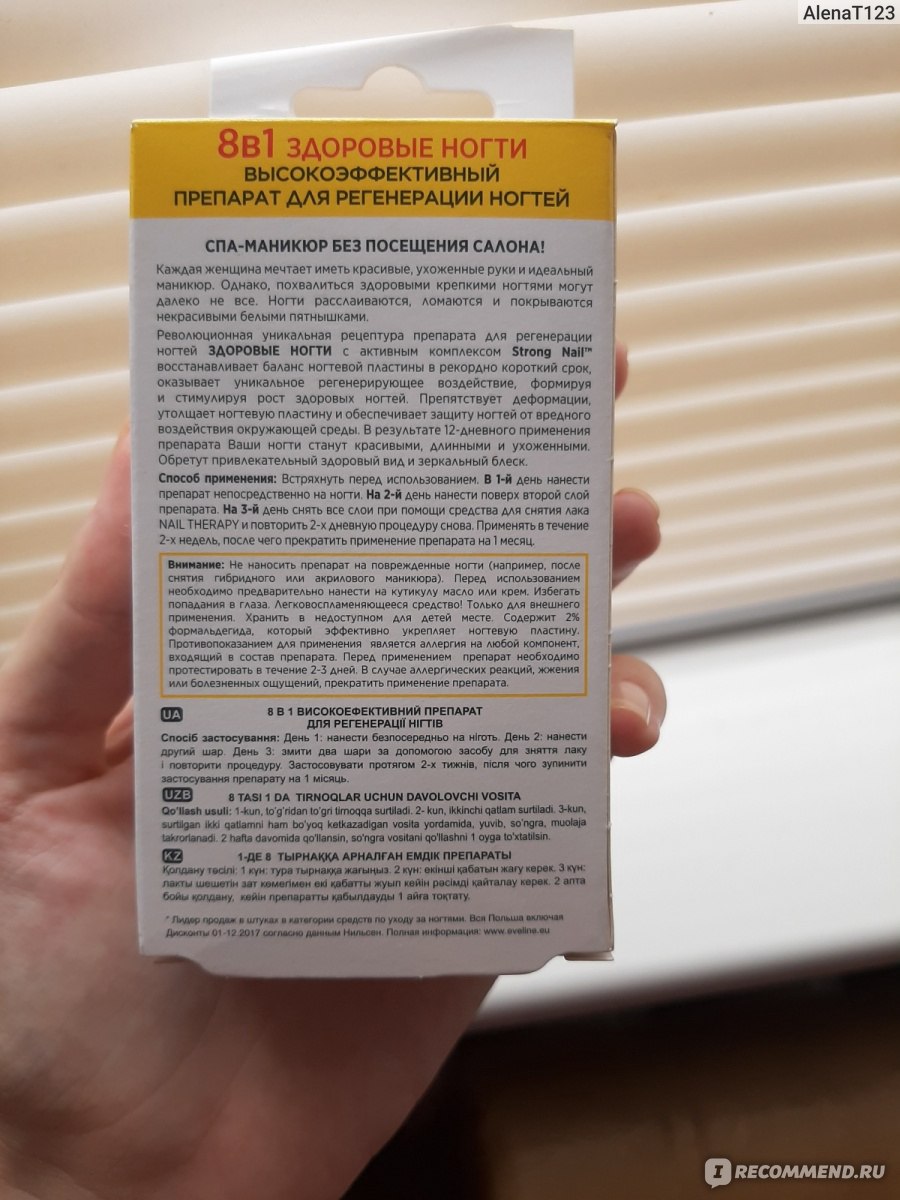 AlenaT123
8в1 ЗДОРОВЫЕ НОГТИ
ВЫСОКОЭФФЕКТИВНЫЙ
ПРЕПАРАТ ДЛЯ РЕГЕНЕРАЦИИ НОГТЕЙ
СПА-МАНИКЮР БЕЗ ПОСЕЩЕНИЯ САЛОНА!
Каждая женщина мечтает иметь красивые, ухоженные руки и идеальный
маникюр. Однако, похвалиться здоровыми крепкими ногтями могут
далеко не все. Ногти расслаиваются, ломаются и покрываются
некрасивыми белыми пятнышками.
Революционная уникальная рецептура препарата для регенерации
ногтей ЗДОРОВЫЕ НОГТИ с активным комплексом Strong Nail™
восстанавливает баланс ногтевой пластины в рекордно короткий срок,
оказывает уникальное регенерирующее воздействие, формируя
и стимулируя рост здоровых ногтей. Препятствует деформации,
утолщает ногтевую пластину и обеспечивает защиту ногтей от вредного
воздействия окружающей среды. В результате 12-дневного применения
препарата Ваши ногти станут красивыми, длинными и ухоженными.
Обретут привлекательный здоровый вид и зеркальный блеск.
Способ применения: Встряхнуть перед использованием. В 1-й день нанести
препарат непосредственно на ногти. На 2-й день нанести поверх второй слой
препарата. На 3-й день снять все слои при помощи средства для снятия лака
NAIL THERAPY и повторить 2-х дневную процедуру снова. Применять в течение
2-х недель, после чего прекратить применение препарата на 1 месяц.
Внимание: Не наносить препарат на поврежденные ногти (например, после
снятия гибридного или акрилового маникюра). Перед использованием
необходимо предварительно нанести на кутикулу масло или крем. Избегать
попадания в глаза. Легковоспламеняющееся средство! Только для внешнего
применения. Хранить в недоступном для детей месте. Содержит 2%
формальдегида, который эффективно укрепляет ногтевую пластину.
Противопоказанием для применения является аллергия на любой компонент,
входящий в состав препарата. Перед применением препарат необходимо
протестировать в течение 2-3 дней. В случае аллергических реакций, жжения
или болезненных ощущений, прекратить применение препарата.
UA 8 В 1 ВИСОКОЕФЕКТИВНИЙ ПРЕПАРАТ
ДЛЯ РЕГЕНЕРАЦІЇ НІГТІВ
Спосіб застосування: День 1: нанести безпосередньо на ніготь. День 2: нанести
другий шар. День 3: змити два шари за допомогою засобу для зняття лаку
і повторити процедуру. Застосовувати протягом 2-х тижнів, після чого зупинити
застосування препарату на 1 місяць.
UZB 8 TASI 1 DA TIRNOQLAR UCHUN DAVOLOVCHI VOSITA
Qo'llash usuli: 1-kun, to'g'ridan to'gri timoqqa surtiladi. 2- kun, ikkinchi qatlam surtiladi. 3-kun,
surtilgan ikki qatlamni ham bo'yoq ketkazadigan vosita yordamida, yuvib, so'ngra, muolaja
takrorlanadi. 2 hafta davomida qo'llansin, so'ngra vositani qo'llashni 1 oyga to'xtatilsin.
KZ 1-ДЕ 8 ТЫРНАҚҚА АРНАЛҒАН ЕМДІК ПРЕПАРАТЫ
Қолдану тәсілі: 1 күн: тура тырнаққа жағыңыз. 2 күн: екінші қабатын жағу керек. 3 күн:
лакты шешетін зат көмегімен екі қабатты жуып кейін рәсімді қайталау керек. 2 апта
бойы қолдану, кейін препаратты қабылдауды 1 айға тоқтату.
* Лидер продаж в штуках в категории средств по уходу за ногтями. Вся Польша включая
Дисконты 01-12.2017 согласно данным Нильсен. Полная информация: www.eveline.eu
IRECOMMEND.RU